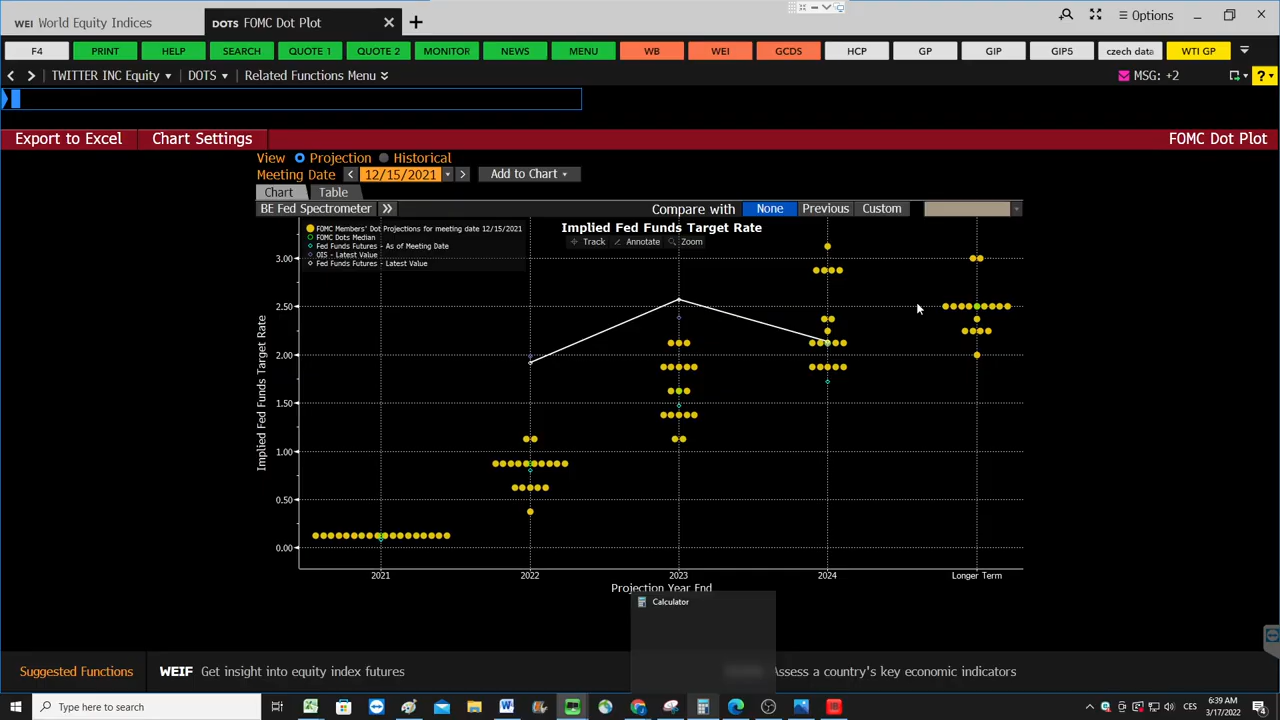 WEI World Equity Indices
DOTS FOMC Dot Plot
Options
F4 PRINT HELP SEARCH QUOTE 1 QUOTE 2 MONITOR NEWS MENU WB WEI GCDS HCP GP GIP GIP5 czech data WTI GP
TWITTER INC Equity DOTS Related Functions Menu MSG: +2 ?
Export to Excel Chart Settings FOMC Dot Plot
View Projection Historical
Meeting Date 12/15/2021 Add to Chart
Chart Table
BE Fed Spectrometer Compare with None Previous Custom
Implied Fed Funds Target Rate
Track Annotate Zoom
FOMC Members' Dot Projections for meeting date 12/15/2021
FOMC Dots Median
Fed Funds Futures - As of Meeting Date
OIS - Latest Value
Fed Funds Futures - Latest Value
3.00
2.50
2.00
1.50
1.00
0.50
0.00
Implied Fed Funds Target Rate
2021 2022 2023 2024 Longer Term
Projection Year End
Calculator
Suggested Functions WEIF Get insight into equity index futures Assess a country's key economic indicators
Type here to search
6:39 AM
3/17/2022